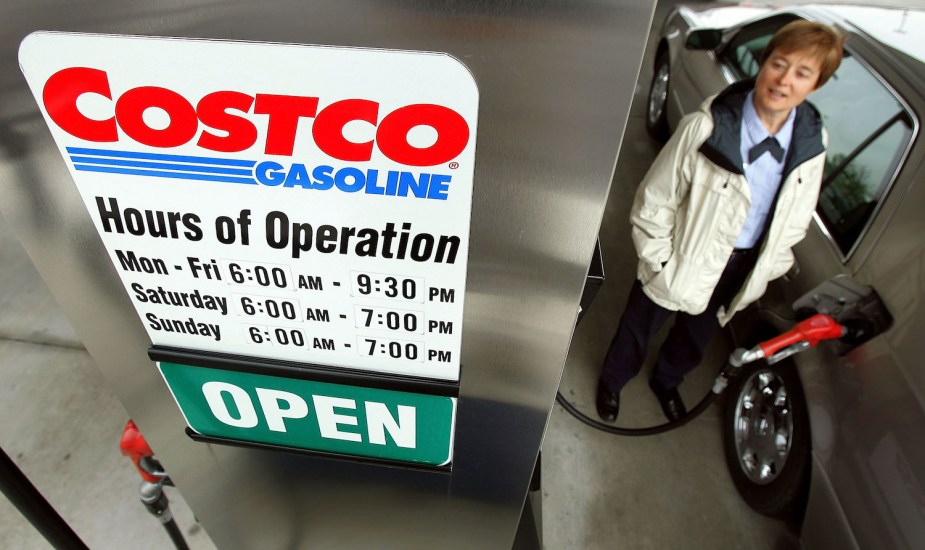 COSTCO®
GASOLINE
Hours of Operation
Mon - Fri 6:00 AM - 9:30 PM
Saturday 6:00 AM - 7:00 PM
Sunday 6:00 AM - 7:00 PM
OPEN